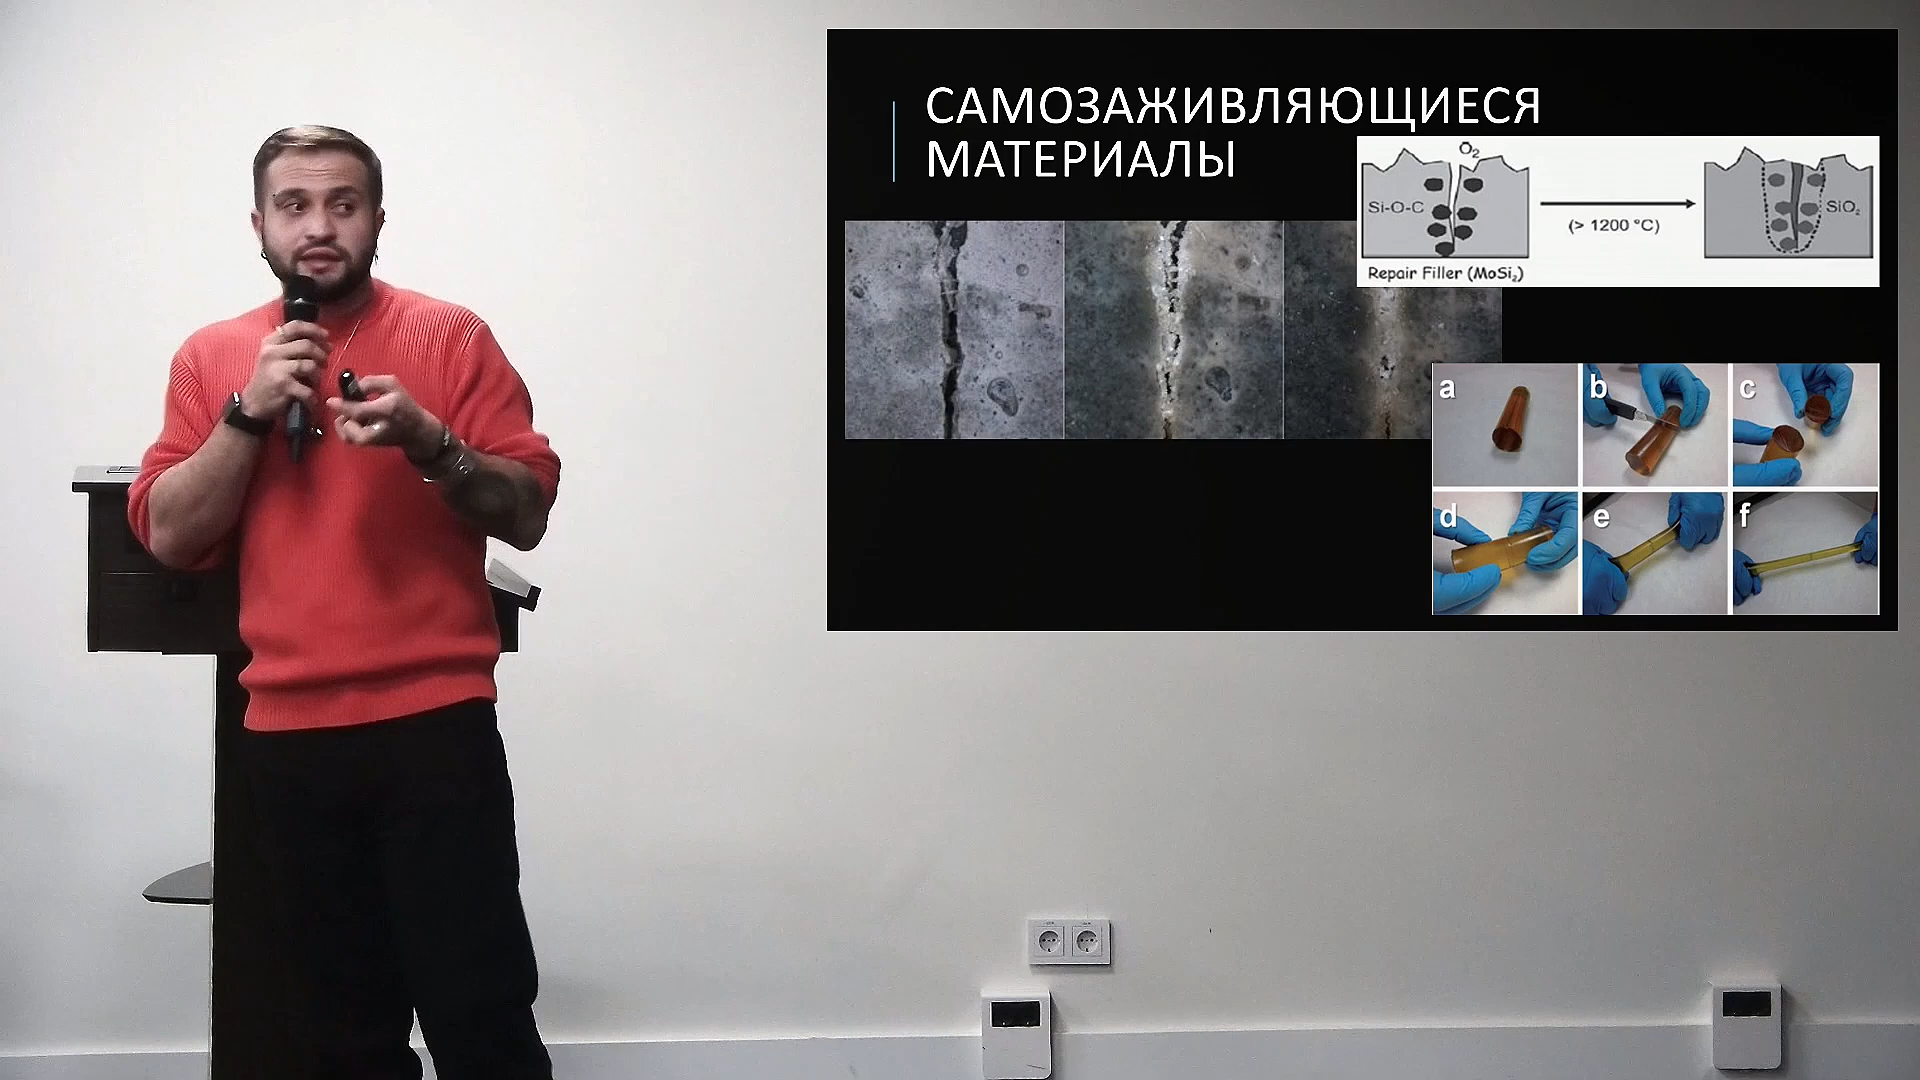 САМОЗАЖИВЛЯЮЩИЕСЯ
МАТЕРИАЛЫ
O₂
Si-O-C
(> 1200 °C)
SiO₂
Repair Filler (MoSi₂)
a
b
c
d
e
f